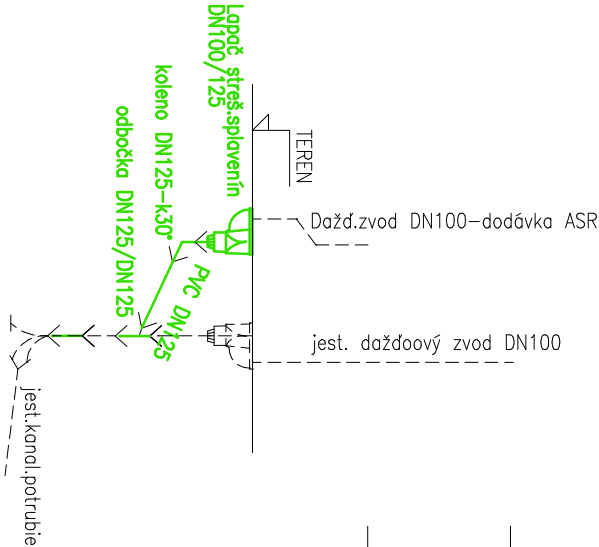 Lapač streš.splavenín
DN100/125
koleno DN125-k30°
odbočka DN125/DN125
TEREN
Dažď.zvod DN100-dodávka ASR
PVC DN125
jest. dažďoový zvod DN100
jest.kanal.potrubie